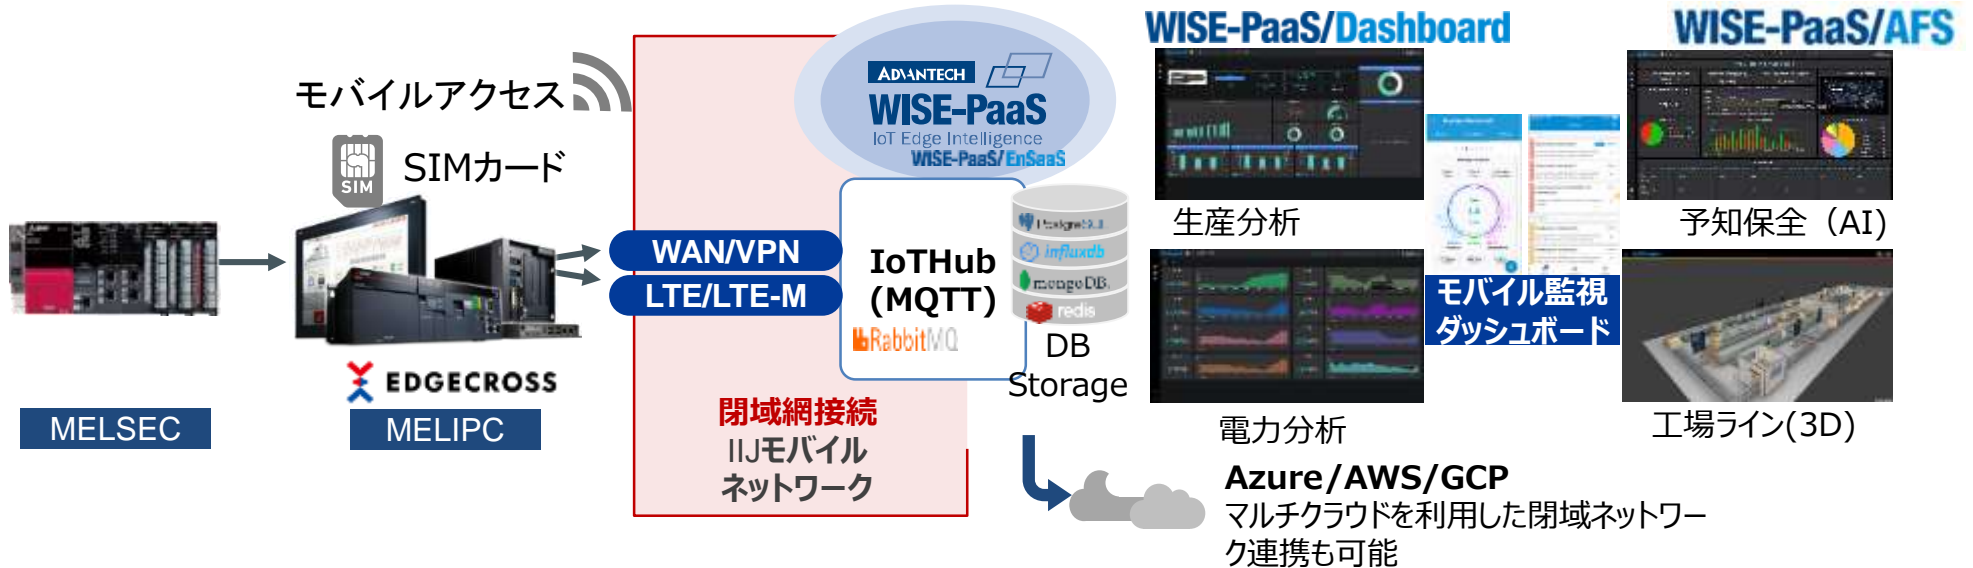 モバイルアクセス
SIM
SIMカード
MELSEC
EDGECROSS
MELIPC
WAN/VPN
LTE/LTE-M
閉域網接続
IIJモバイル
ネットワーク
ADVANTECH
WISE-PaaS
IoT Edge Intelligence
WISE-PaaS/EnSaaS
IoTHub
(MQTT)
RabbitMQ
PostgreSQL
influxdb
mongoDB.
redis
DB
Storage
WISE-PaaS/Dashboard
生産分析
電力分析
モバイル監視
ダッシュボード
WISE-PaaS/AFS
予知保全（AI)
工場ライン(3D)
Azure/AWS/GCP
マルチクラウドを利用した閉域ネットワー
ク連携も可能